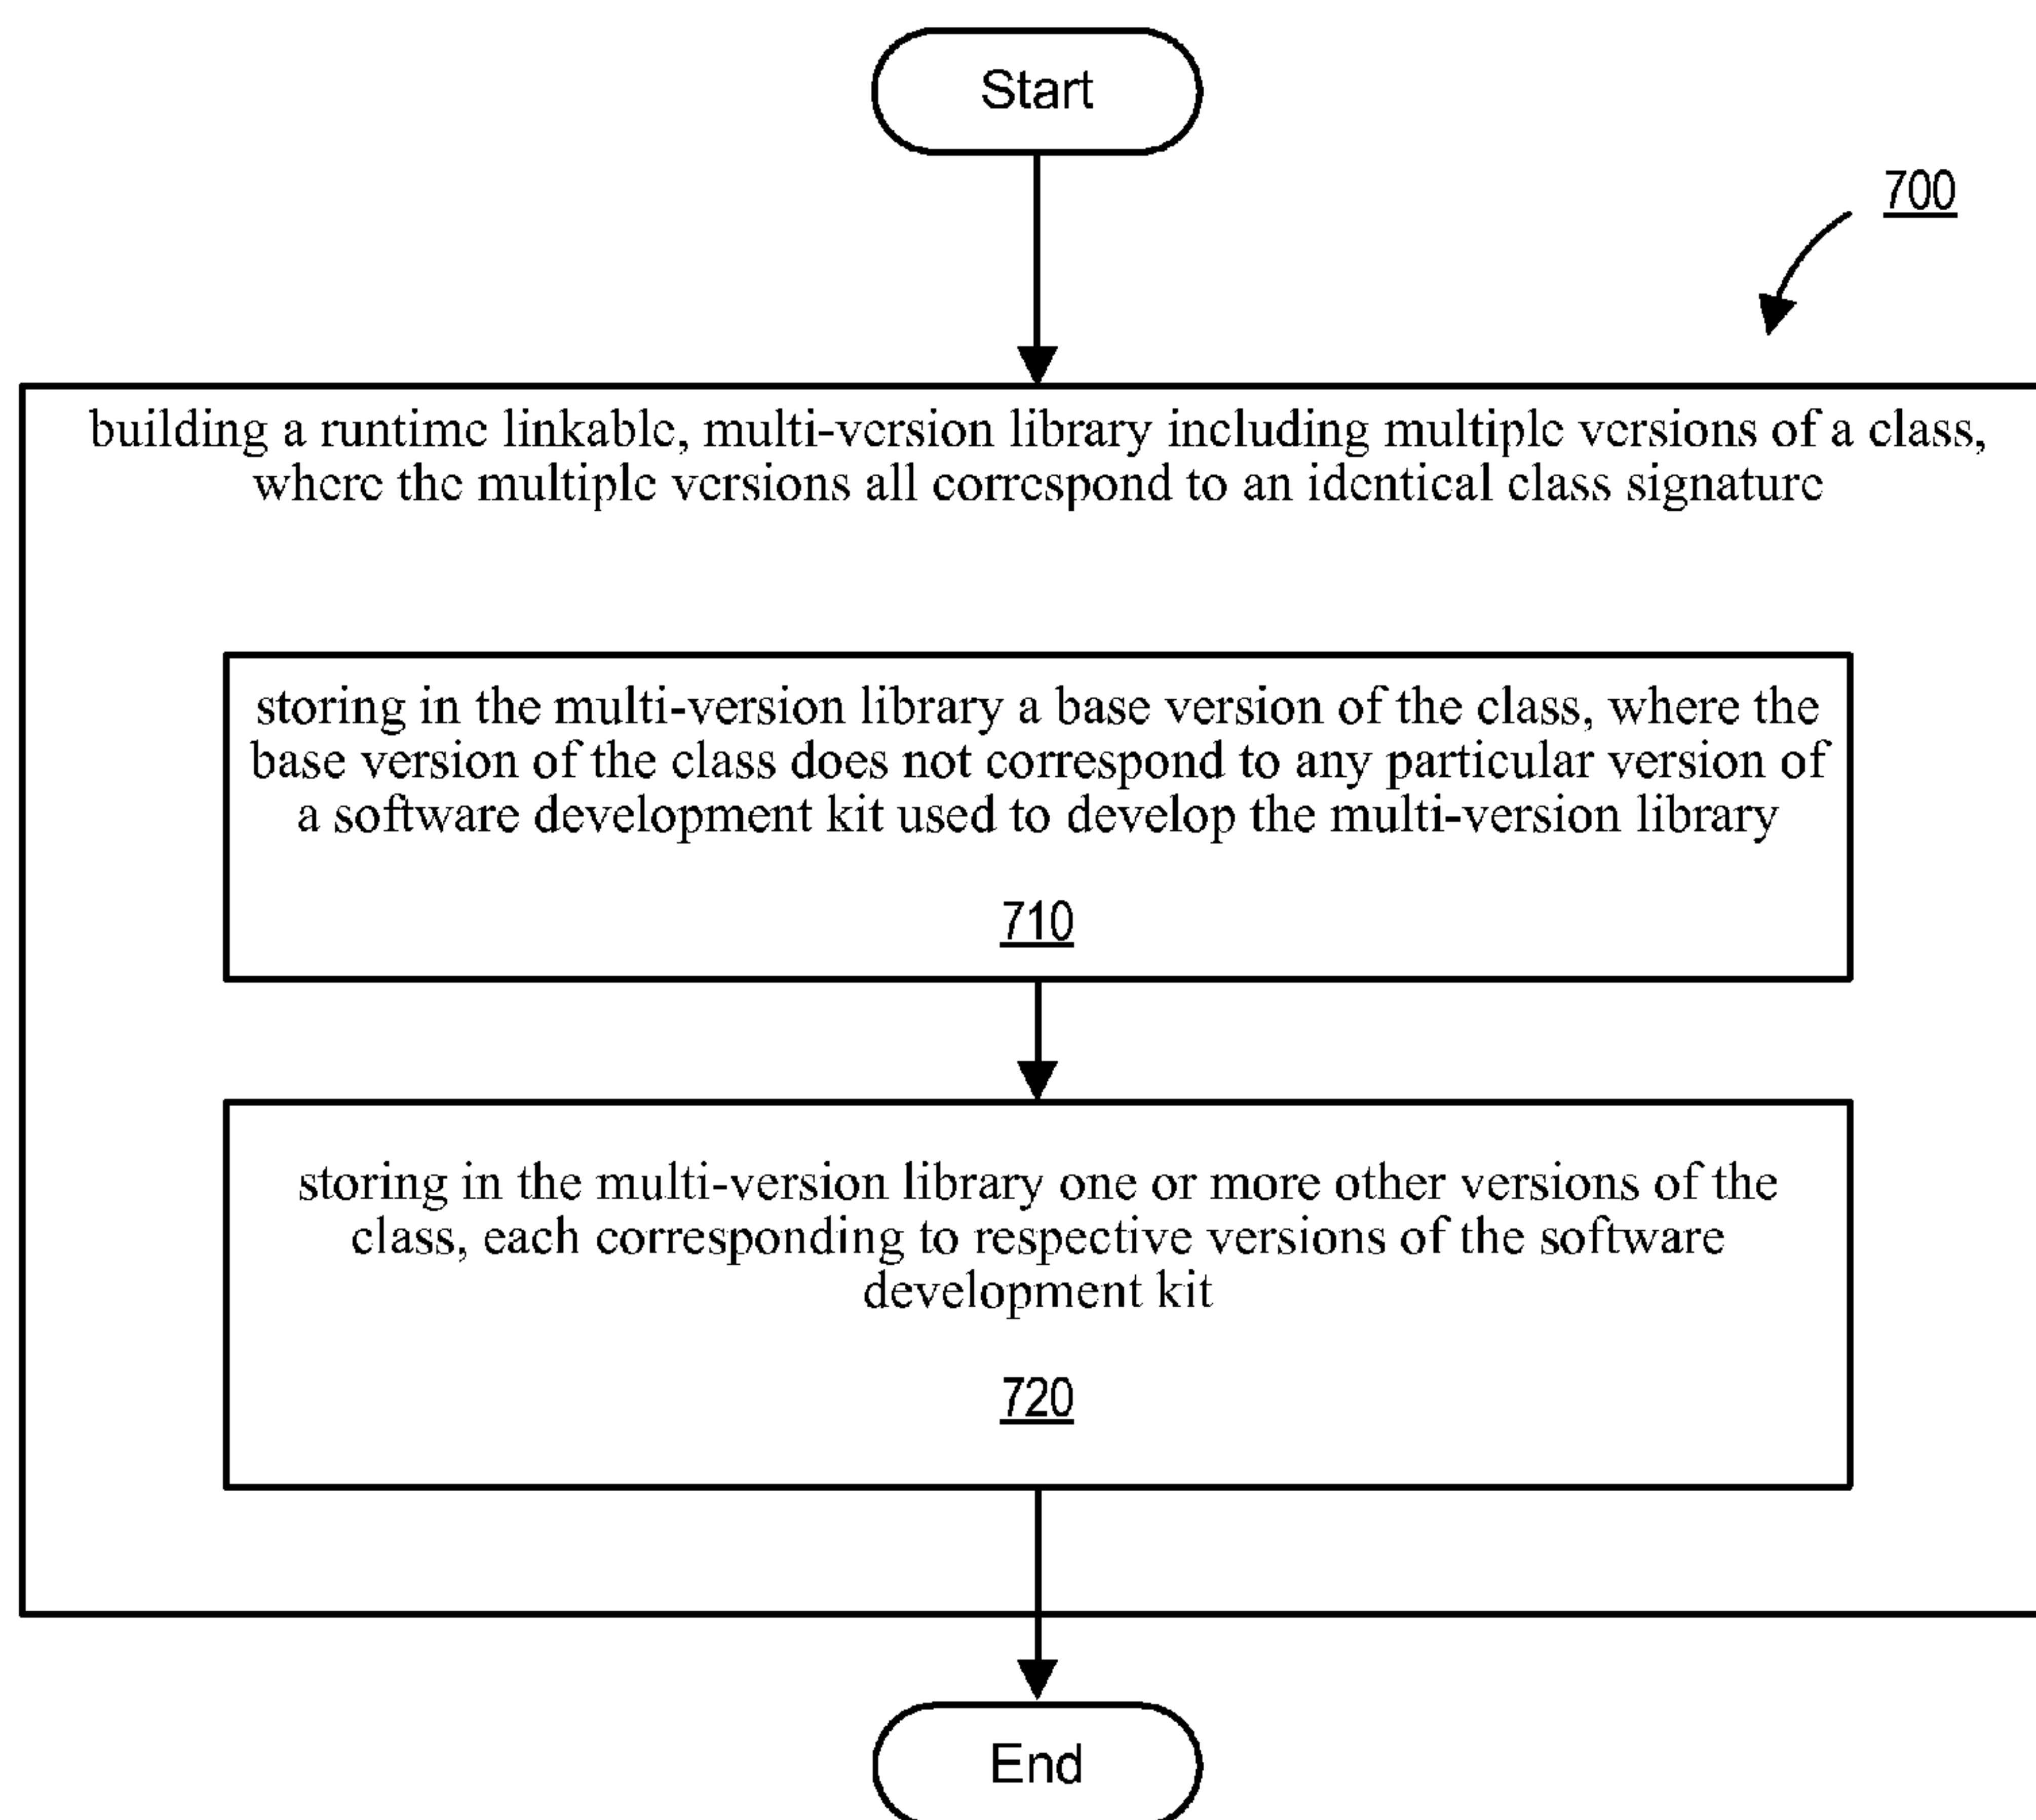 Start
700
building a runtime linkable, multi-version library including multiple versions of a class,
where the multiple versions all correspond to an identical class signature
storing in the multi-version library a base version of the class, where the
base version of the class does not correspond to any particular version of
a software development kit used to develop the multi-version library
710
storing in the multi-version library one or more other versions of the
class, each corresponding to respective versions of the software
development kit
720
End